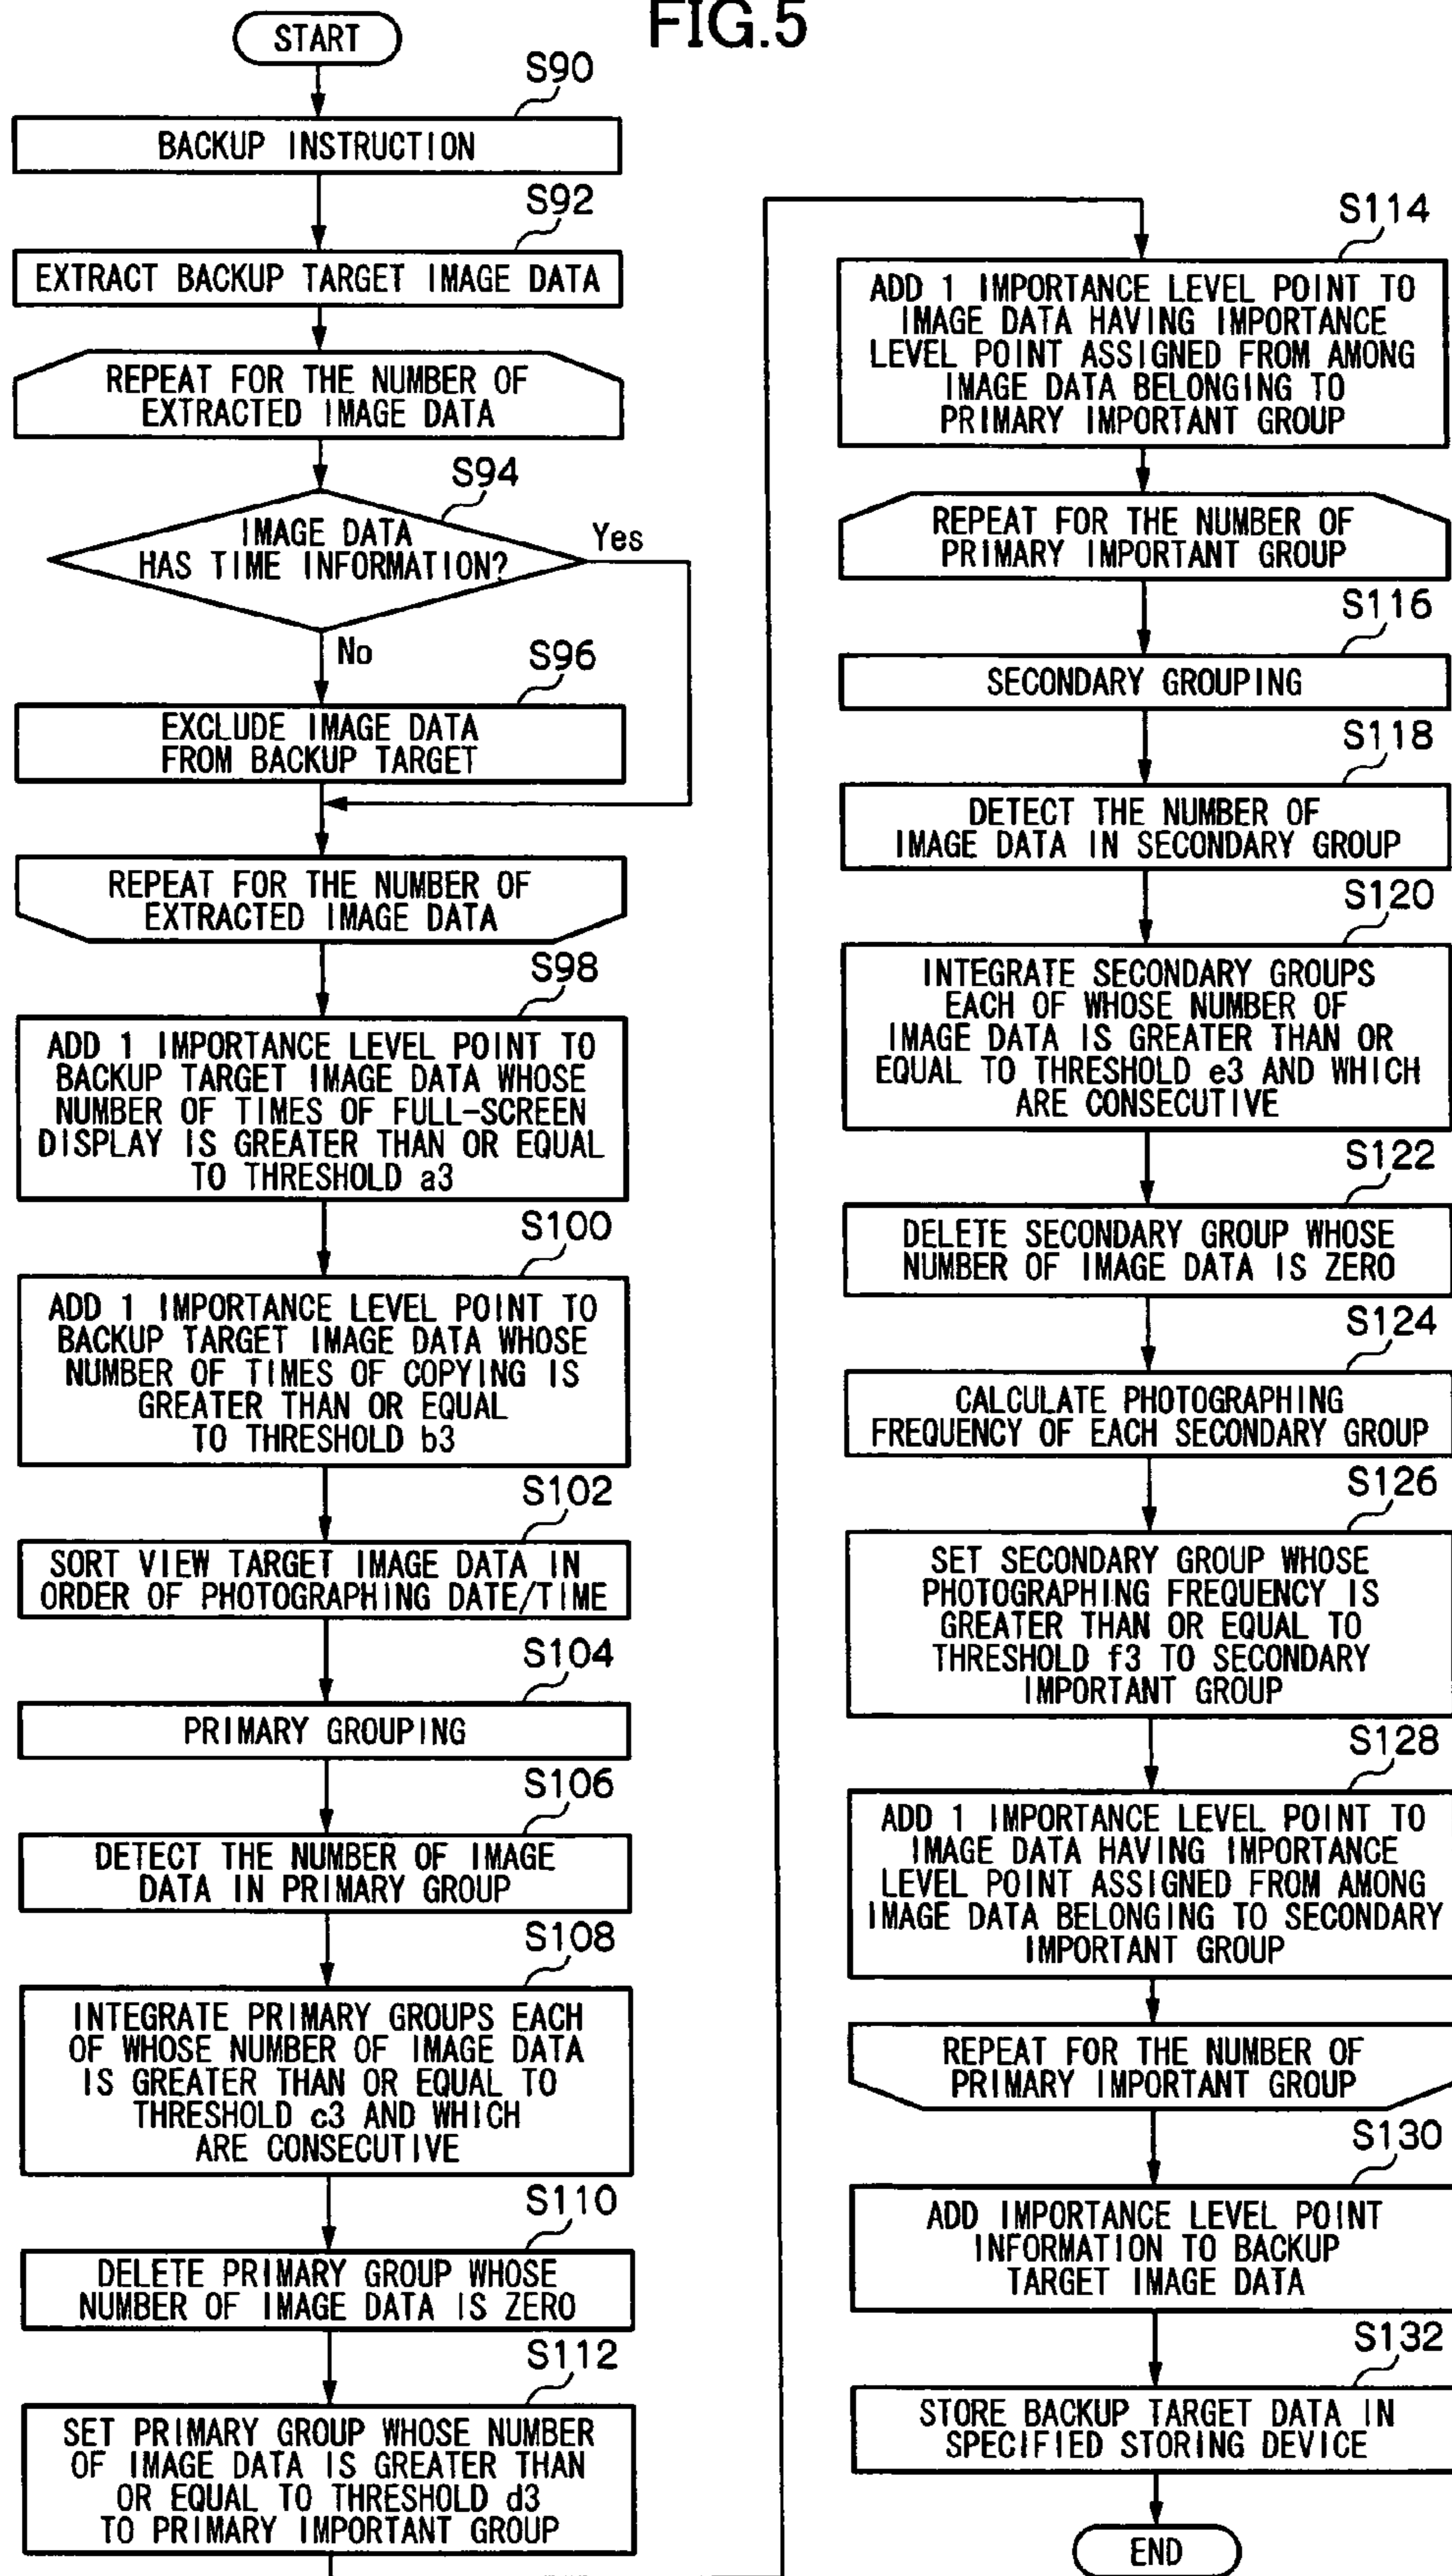 FIG.5
START
S90
BACKUP INSTRUCTION
S92
EXTRACT BACKUP TARGET IMAGE DATA
REPEAT FOR THE NUMBER OF
EXTRACTED IMAGE DATA
S94
IMAGE DATA
HAS TIME INFORMATION?
Yes
No
S96
EXCLUDE IMAGE DATA
FROM BACKUP TARGET
REPEAT FOR THE NUMBER OF
EXTRACTED IMAGE DATA
S98
ADD 1 IMPORTANCE LEVEL POINT TO
BACKUP TARGET IMAGE DATA WHOSE
NUMBER OF TIMES OF FULL-SCREEN
DISPLAY IS GREATER THAN OR EQUAL
TO THRESHOLD a3
S100
ADD 1 IMPORTANCE LEVEL POINT TO
BACKUP TARGET IMAGE DATA WHOSE
NUMBER OF TIMES OF COPYING IS
GREATER THAN OR EQUAL
TO THRESHOLD b3
S102
SORT VIEW TARGET IMAGE DATA IN
ORDER OF PHOTOGRAPHING DATE/TIME
S104
PRIMARY GROUPING
S106
DETECT THE NUMBER OF IMAGE
DATA IN PRIMARY GROUP
S108
INTEGRATE PRIMARY GROUPS EACH
OF WHOSE NUMBER OF IMAGE DATA
IS GREATER THAN OR EQUAL TO
THRESHOLD c3 AND WHICH
ARE CONSECUTIVE
S110
DELETE PRIMARY GROUP WHOSE
NUMBER OF IMAGE DATA IS ZERO
S112
SET PRIMARY GROUP WHOSE NUMBER
OF IMAGE DATA IS GREATER THAN
OR EQUAL TO THRESHOLD d3
TO PRIMARY IMPORTANT GROUP
S114
ADD 1 IMPORTANCE LEVEL POINT TO
IMAGE DATA HAVING IMPORTANCE
LEVEL POINT ASSIGNED FROM AMONG
IMAGE DATA BELONGING TO
PRIMARY IMPORTANT GROUP
REPEAT FOR THE NUMBER OF
PRIMARY IMPORTANT GROUP
S116
SECONDARY GROUPING
S118
DETECT THE NUMBER OF
IMAGE DATA IN SECONDARY GROUP
S120
INTEGRATE SECONDARY GROUPS
EACH OF WHOSE NUMBER OF
IMAGE DATA IS GREATER THAN OR
EQUAL TO THRESHOLD e3 AND WHICH
ARE CONSECUTIVE
S122
DELETE SECONDARY GROUP WHOSE
NUMBER OF IMAGE DATA IS ZERO
S124
CALCULATE PHOTOGRAPHING
FREQUENCY OF EACH SECONDARY GROUP
S126
SET SECONDARY GROUP WHOSE
PHOTOGRAPHING FREQUENCY IS
GREATER THAN OR EQUAL TO
THRESHOLD f3 TO SECONDARY
IMPORTANT GROUP
S128
ADD 1 IMPORTANCE LEVEL POINT TO
IMAGE DATA HAVING IMPORTANCE
LEVEL POINT ASSIGNED FROM AMONG
IMAGE DATA BELONGING TO SECONDARY
IMPORTANT GROUP
REPEAT FOR THE NUMBER OF
PRIMARY IMPORTANT GROUP
S130
ADD IMPORTANCE LEVEL POINT
INFORMATION TO BACKUP
TARGET IMAGE DATA
S132
STORE BACKUP TARGET DATA IN
SPECIFIED STORING DEVICE
END